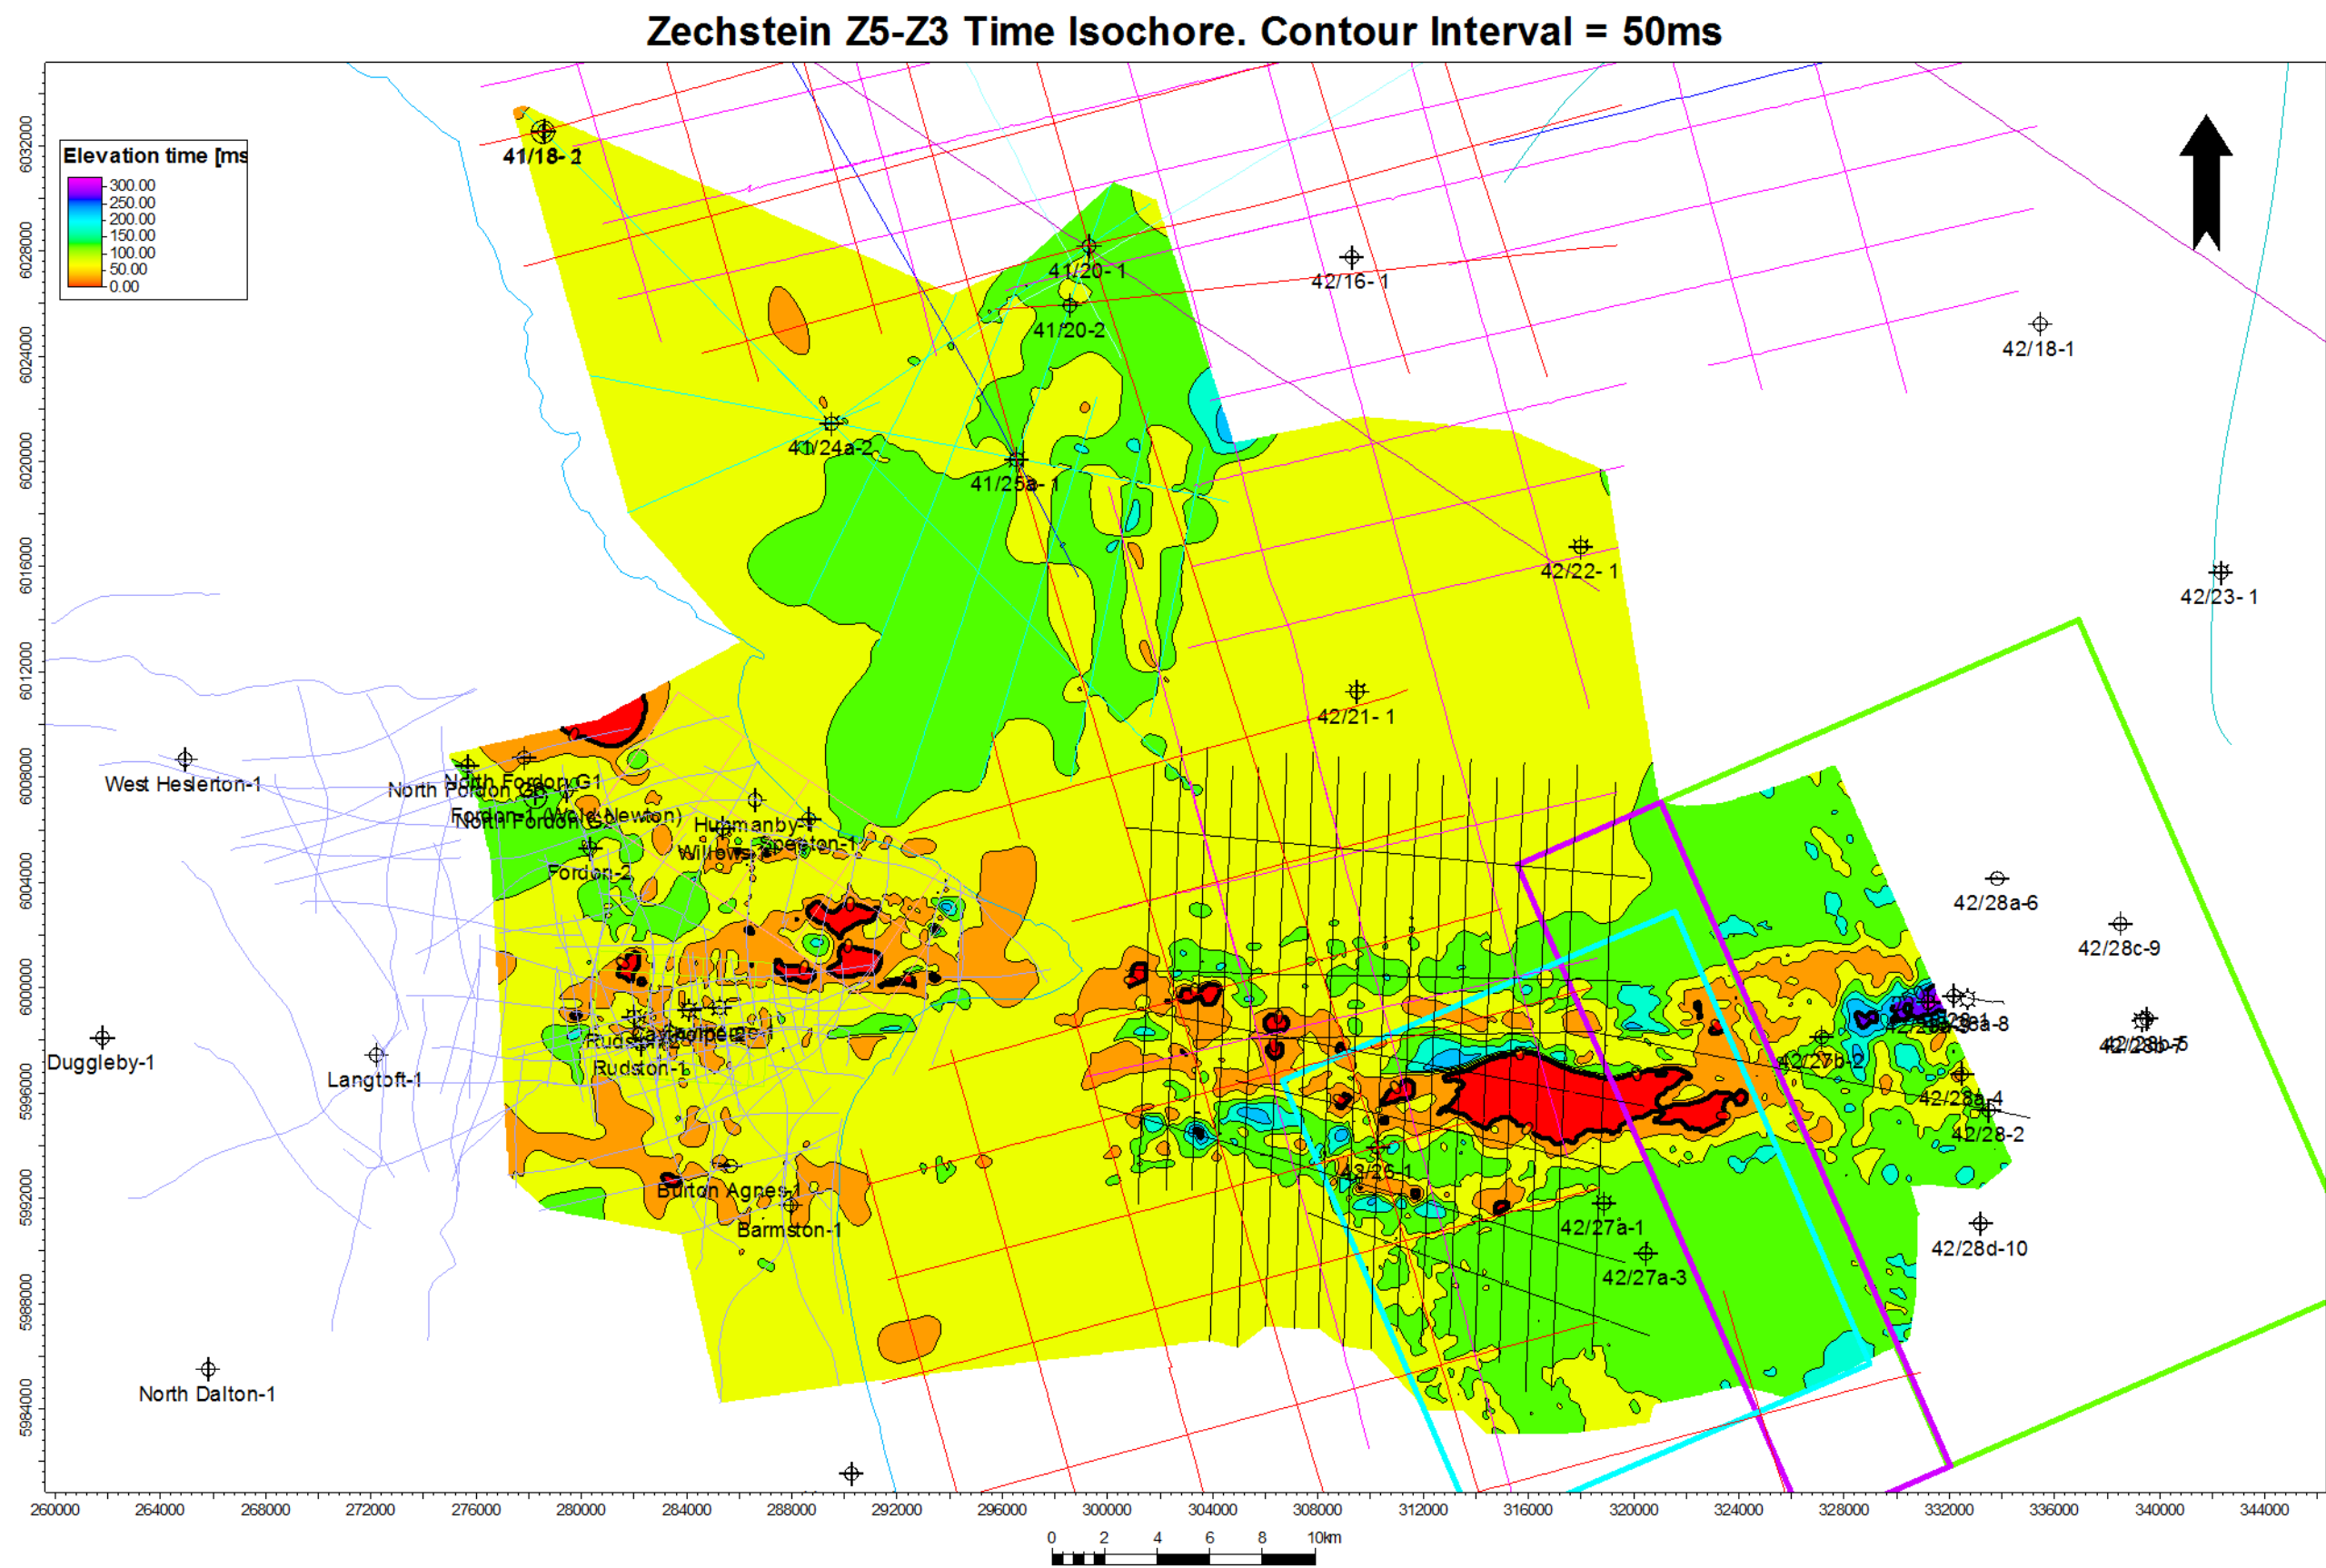 Zechstein Z5-Z3 Time Isochore. Contour Interval = 50ms
Elevation time [ms
300.00
250.00
200.00
150.00
100.00
50.00
0.00
6032000
6028000
6024000
6020000
6016000
6012000
6008000
6004000
6000000
5996000
5992000
5988000
5984000
41/20- 1
42/16- 1
41/20-2
42/18-1
41/24a-2
41/25a- 1
42/22- 1
42/23- 1
42/21- 1
West Heslerton-1
North Fordon G1
Fordon-1 (Wold Newton)
Hunmanby-1
Speeton-1
Fordon-2
42/28a-6
42/28c-9
Duggleby-1
Langtoft-1
Rudston-1
42/27b-2
42/28a-4
42/28-2
42/26-1
Burton Agnes-1
Barmston-1
42/27a-1
42/28d-10
42/27a-3
North Dalton-1
260000 264000 268000 272000 276000 280000 284000 288000 292000 296000 300000 304000 308000 312000 316000 320000 324000 328000 332000 336000 340000 344000
0 2 4 6 8 10km